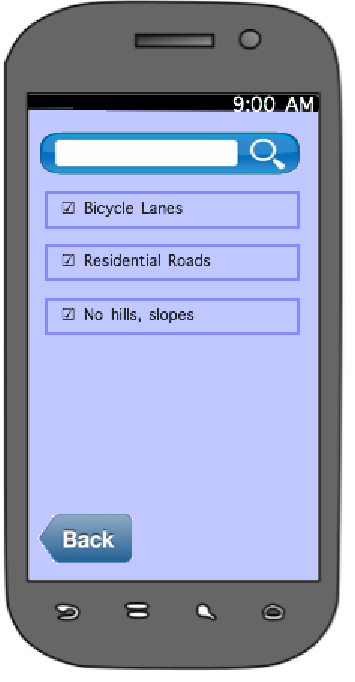 9:00 AM
☑ Bicycle Lanes
☑ Residential Roads
☑ No hills, slopes
Back